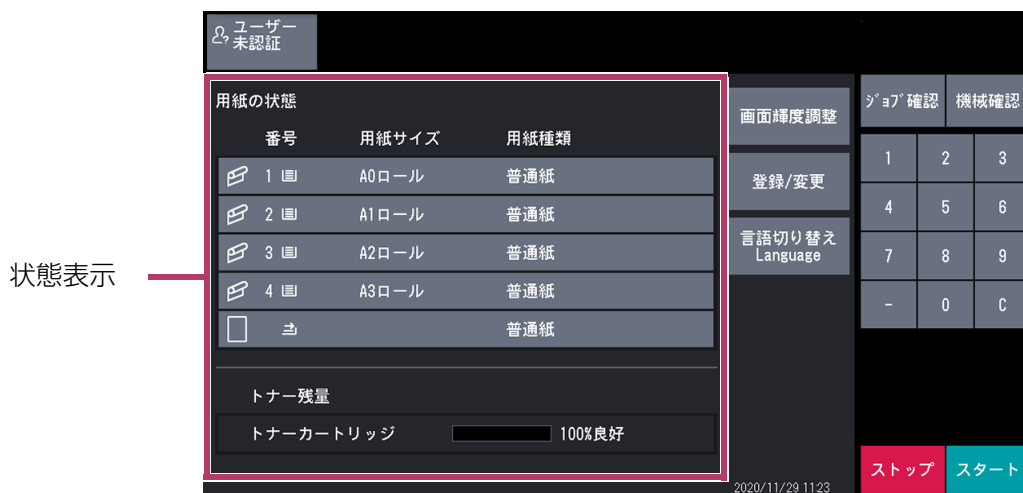 ユーザー
未認証
用紙の状態
番号 用紙サイズ 用紙種類
1 A0ロール 普通紙
2 A1ロール 普通紙
3 A2ロール 普通紙
4 A3ロール 普通紙
普通紙
トナー残量
トナーカートリッジ 100%良好
状態表示
画面輝度調整
登録/変更
言語切り替え
Language
2020/11/29 11:23
ジョブ確認 機械確認
1 2 3
4 5 6
7 8 9
- 0 C
ストップ スタート